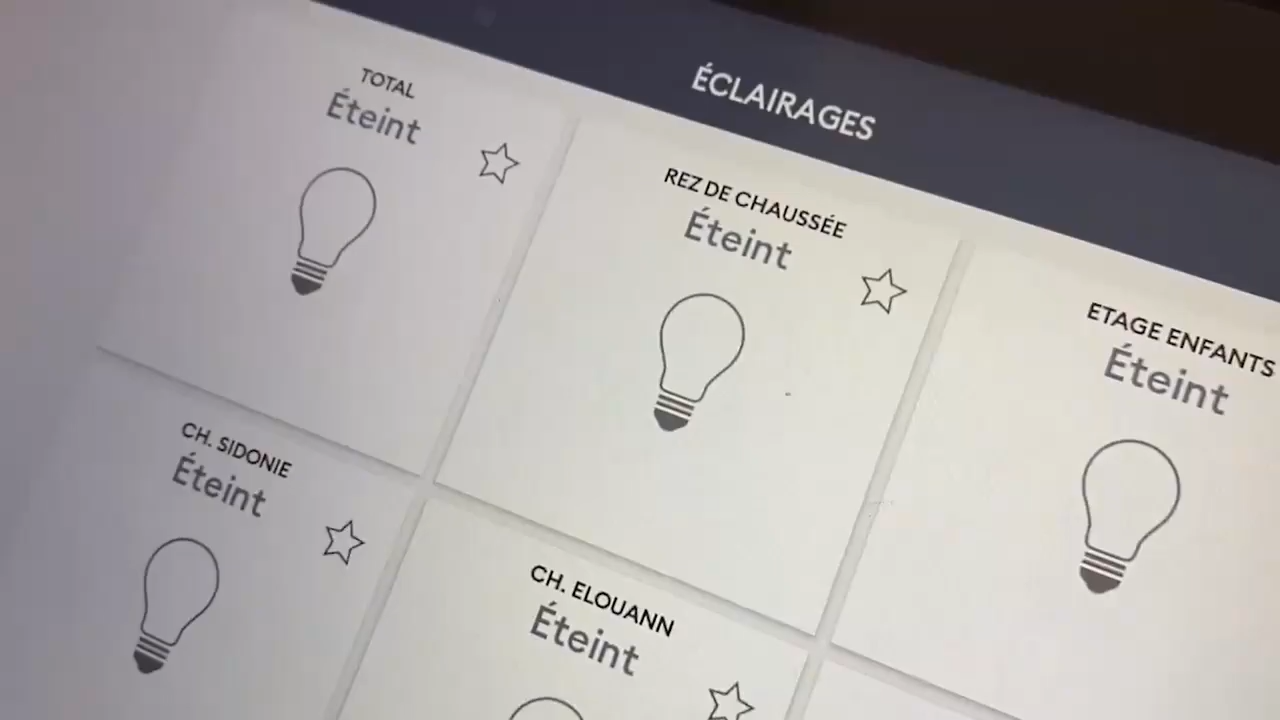 ÉCLAIRAGES
TOTAL
Éteint
REZ DE CHAUSSÉE
Éteint
ETAGE ENFANTS
Éteint
CH. SIDONIE
Éteint
CH. ELOUANN
Éteint